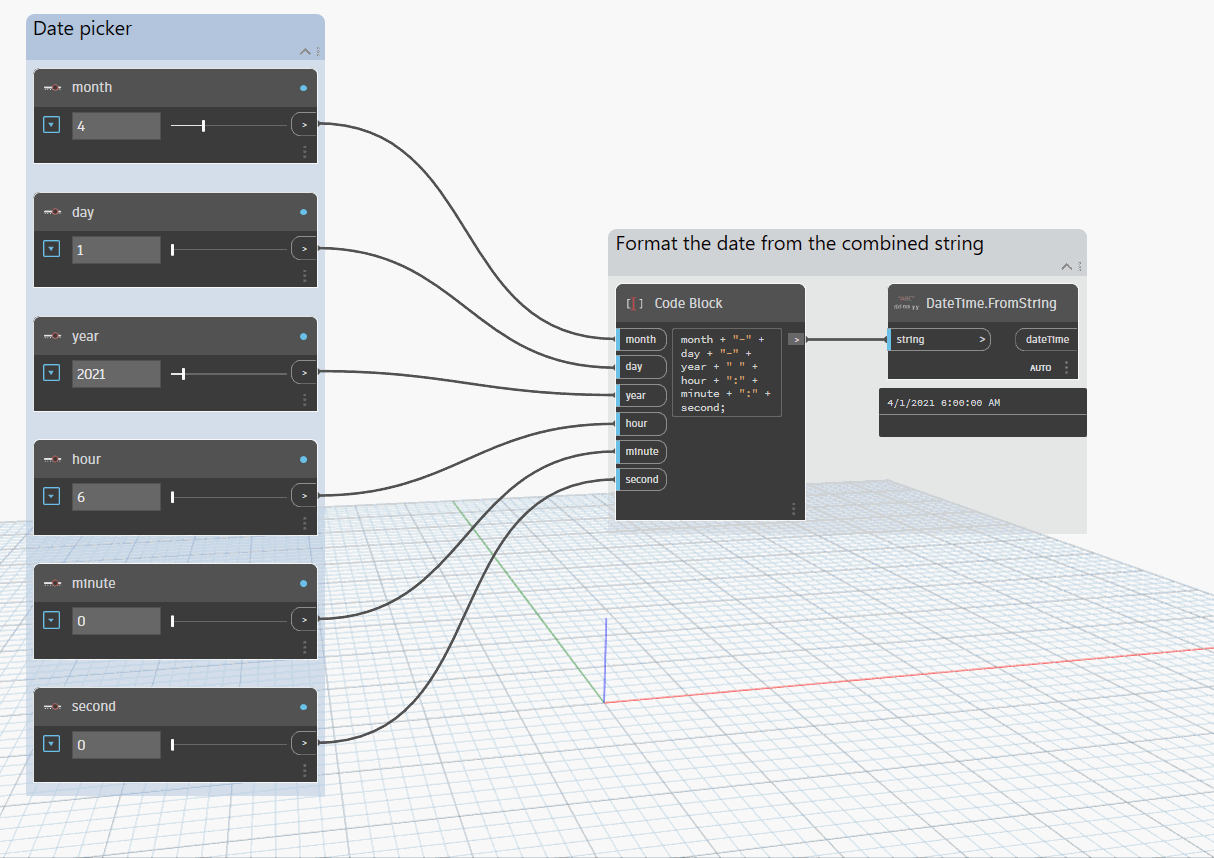 Date picker
month
4
>
day
1
>
year
2021
>
hour
6
>
minute
0
>
second
0
>
Format the date from the combined string
Code Block
month
day
year
hour
minute
second
month + "-" +
day + "-" +
year + " " +
hour + ":" +
minute + ":" +
second;
>
"ABC"
DateTime.FromString
string >
dateTime
AUTO
4/1/2021 6:00:00 AM